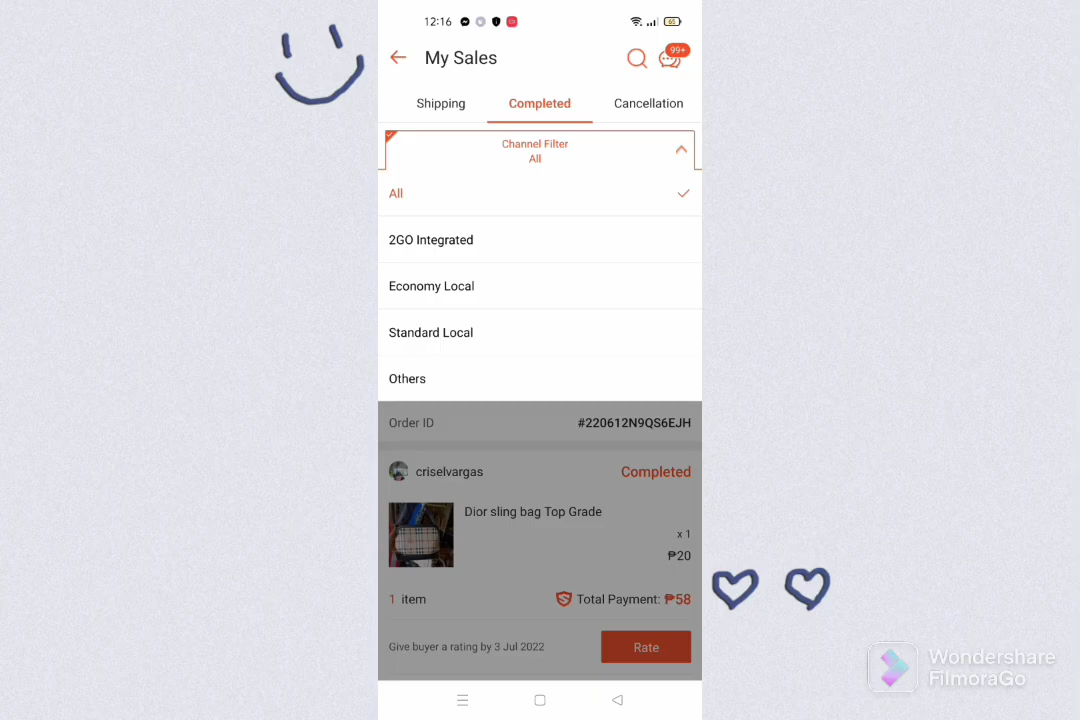 12:16
65
My Sales
99+
Shipping
Completed
Cancellation
Channel Filter
All
All
2GO Integrated
Economy Local
Standard Local
Others
Order ID
#220612N9QS6EJH
criselvargas
Completed
Dior sling bag Top Grade
x 1
₱20
1 item
Total Payment: ₱58
Give buyer a rating by 3 Jul 2022
Rate
Wondershare
FilmoraGo